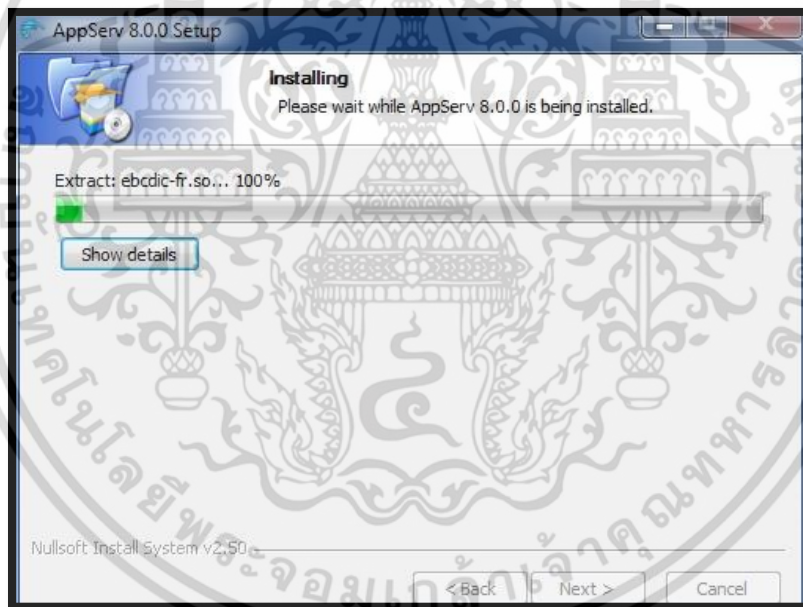 AppServ 8.0.0 Setup
Installing
Please wait while AppServ 8.0.0 is being installed.
Extract: ebcdic-fr.so... 100%
Show details
Nullsoft Install System v2.50
< Back
Next >
Cancel